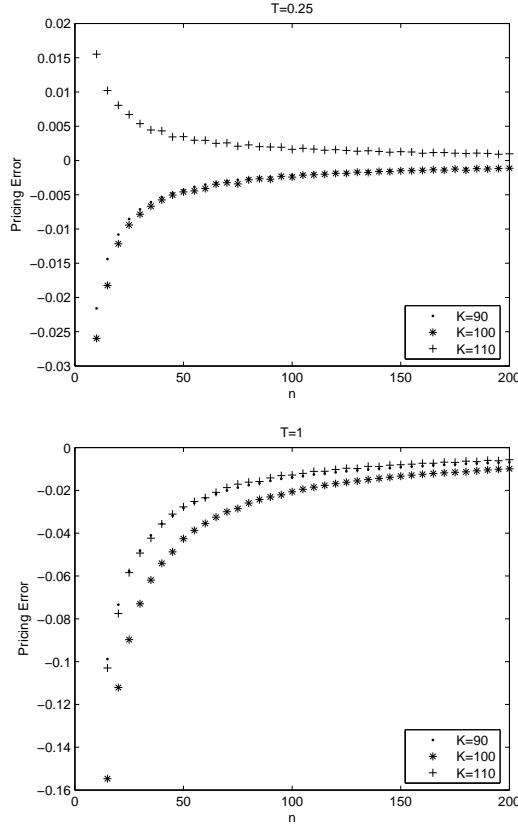 T=0.25
0.02
0.015
0.01
0.005
0
−0.005
−0.01
−0.015
−0.02
−0.025
−0.03
Pricing Error
0 50 100 150 200
n
K=90
K=100
K=110
T=1
0
−0.02
−0.04
−0.06
−0.08
−0.1
−0.12
−0.14
−0.16
Pricing Error
0 50 100 150 200
n
K=90
K=100
K=110